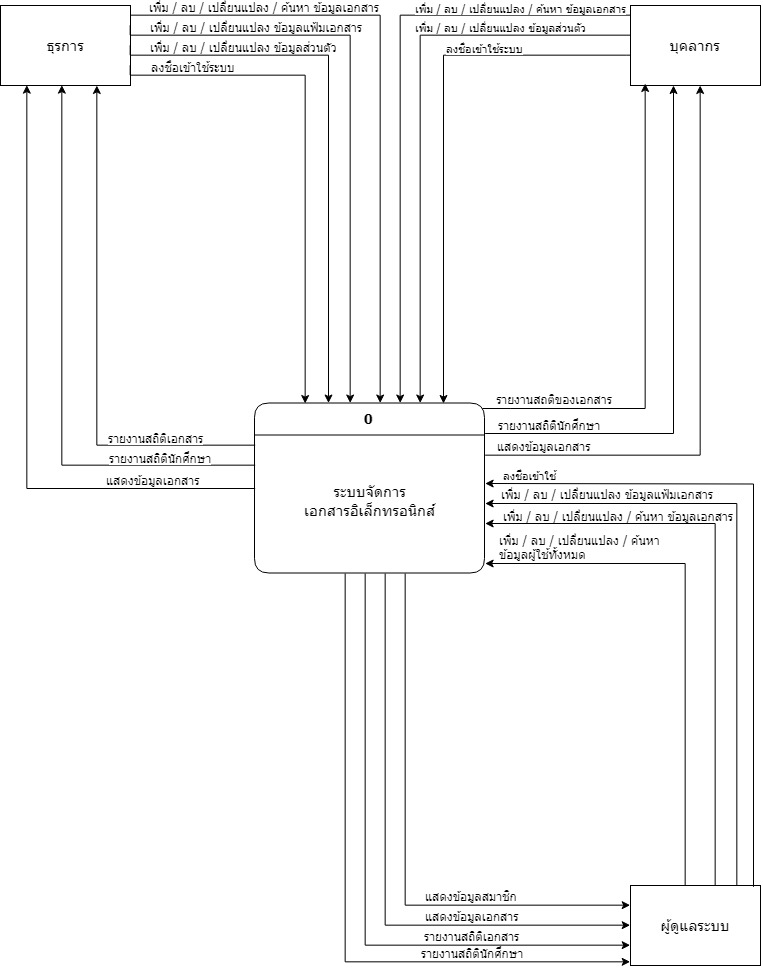 ธุรการ
เพิ่ม / ลบ / เปลี่ยนแปลง / ค้นหา ข้อมูลเอกสาร
เพิ่ม / ลบ / เปลี่ยนแปลง ข้อมูลแฟ้มเอกสาร
เพิ่ม / ลบ / เปลี่ยนแปลง ข้อมูลส่วนตัว
ลงชื่อเข้าใช้ระบบ
เพิ่ม / ลบ / เปลี่ยนแปลง / ค้นหา ข้อมูลเอกสาร
เพิ่ม / ลบ / เปลี่ยนแปลง ข้อมูลส่วนตัว
ลงชื่อเข้าใช้ระบบ
บุคลากร
0
ระบบจัดการ
เอกสารอิเล็กทรอนิกส์
รายงานสถิติเอกสาร
รายงานสถิตินักศึกษา
แสดงข้อมูลเอกสาร
รายงานสถติของเอกสาร
รายงานสถิตินักศึกษา
แสดงข้อมูลเอกสาร
ลงชื่อเข้าใช้
เพิ่ม / ลบ / เปลี่ยนแปลง ข้อมูลแฟ้มเอกสาร
เพิ่ม / ลบ / เปลี่ยนแปลง / ค้นหา ข้อมูลเอกสาร
เพิ่ม / ลบ / เปลี่ยนแปลง / ค้นหา
ข้อมูลผู้ใช้ทั้งหมด
แสดงข้อมูลสมาชิก
แสดงข้อมูลเอกสาร
รายงานสถิติเอกสาร
รายงานสถิตินักศึกษา
ผู้ดูแลระบบ